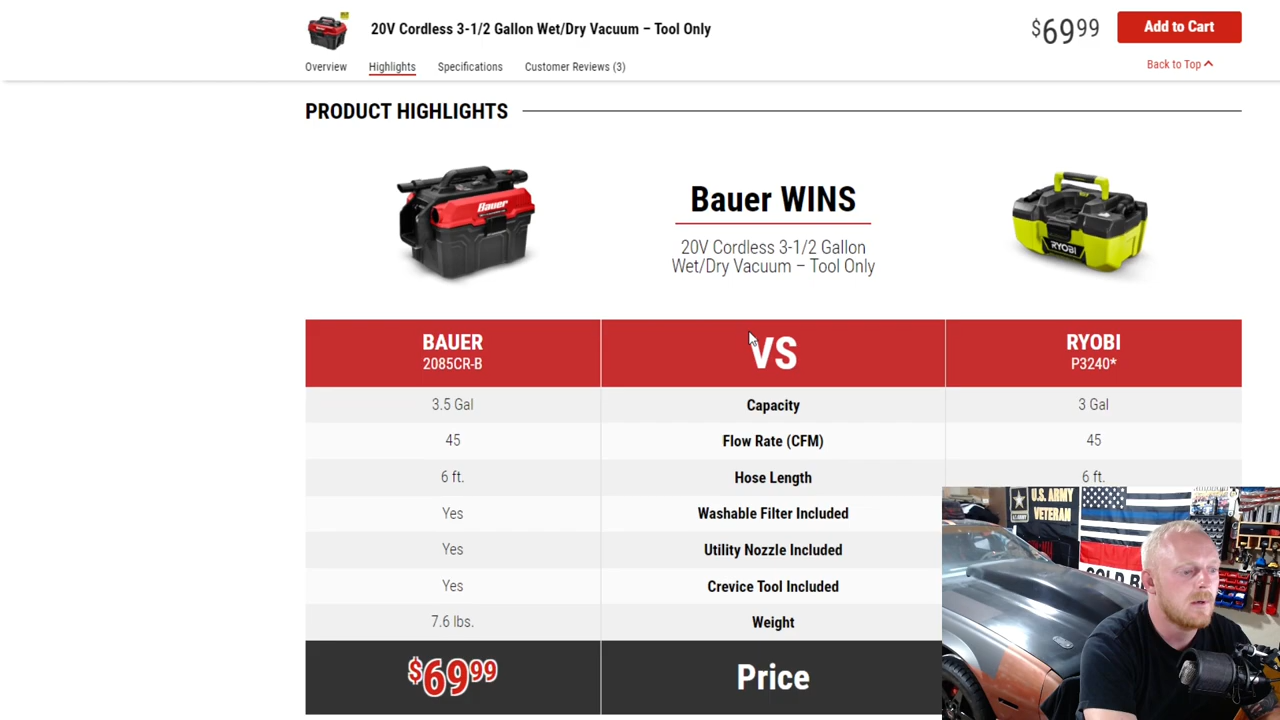 20V Cordless 3-1/2 Gallon Wet/Dry Vacuum – Tool Only
$69.99
Add to Cart
Overview
Highlights
Specifications
Customer Reviews (3)
Back to Top
PRODUCT HIGHLIGHTS
Bauer
Bauer WINS
20V Cordless 3-1/2 Gallon
Wet/Dry Vacuum – Tool Only
RYOBI
BAUER
2085CR-B
VS
RYOBI
P3240*
3.5 Gal
Capacity
3 Gal
45
Flow Rate (CFM)
45
6 ft.
Hose Length
6 ft.
Yes
Washable Filter Included
Yes
Utility Nozzle Included
Yes
Crevice Tool Included
7.6 lbs.
Weight
$69.99
Price
U.S. ARMY
VETERAN